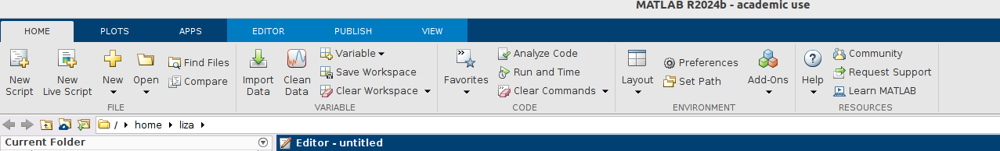 MATLAB R2024b - academic use
HOME PLOTS APPS EDITOR PUBLISH VIEW
New Script
New Live Script
New
Open
Find Files
Compare
FILE
Import Data
Clean Data
Variable
Save Workspace
Clear Workspace
VARIABLE
Favorites
Analyze Code
Run and Time
Clear Commands
CODE
Layout
Preferences
Set Path
Add-Ons
ENVIRONMENT
Help
Community
Request Support
Learn MATLAB
RESOURCES
/ home liza
Current Folder
Editor - untitled